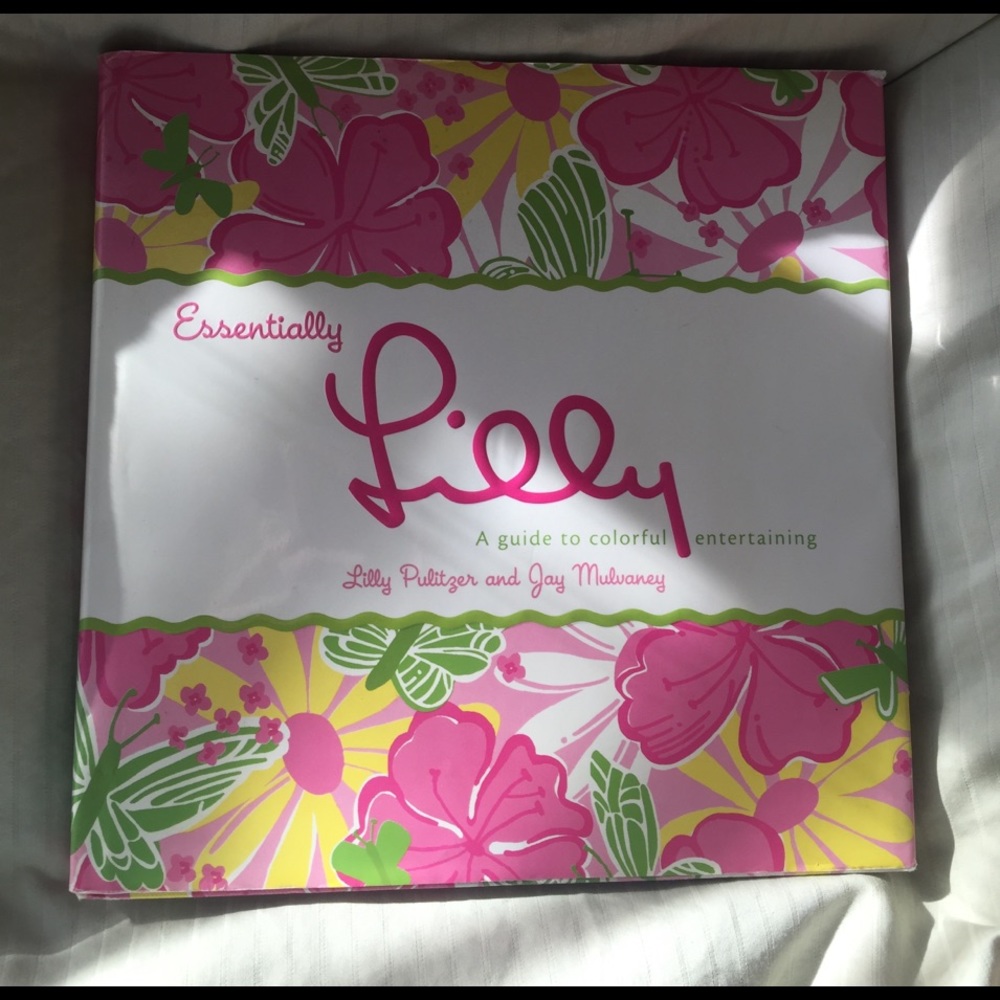 Essentially
Lilly
A guide to colorful entertaining
Lilly Pulitzer and Jay Mulvaney